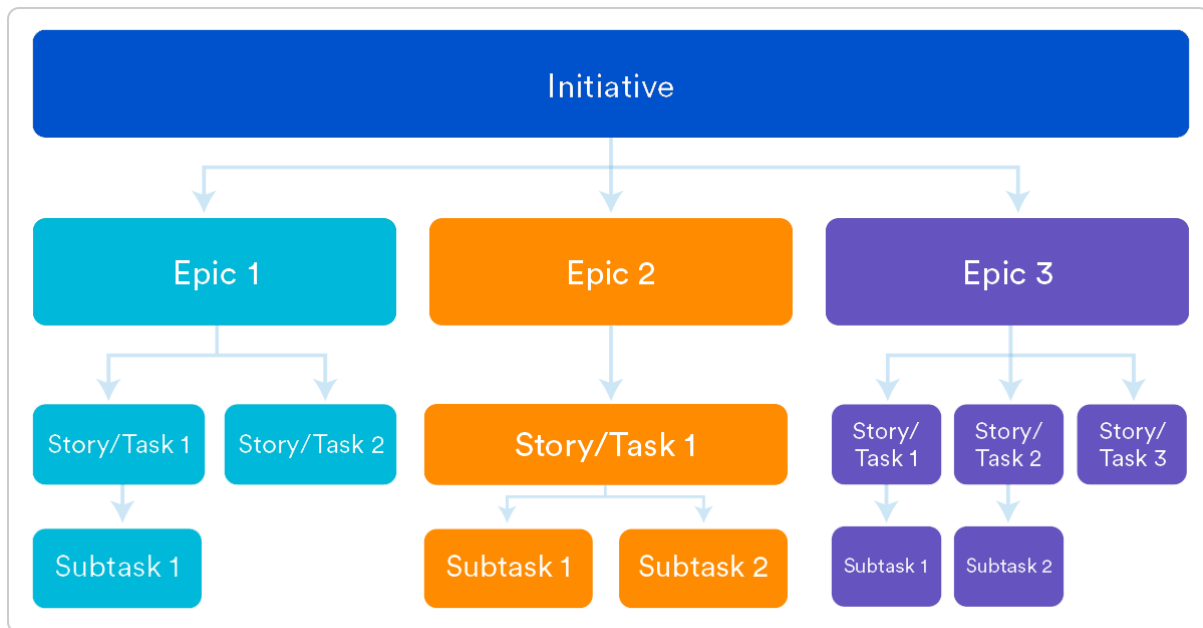 Initiative
Epic 1
Epic 2
Epic 3
Story/Task 1
Story/Task 2
Story/Task 1
Story/
Task 1
Story/
Task 2
Story/
Task 3
Subtask 1
Subtask 1
Subtask 2
Subtask 1
Subtask 2